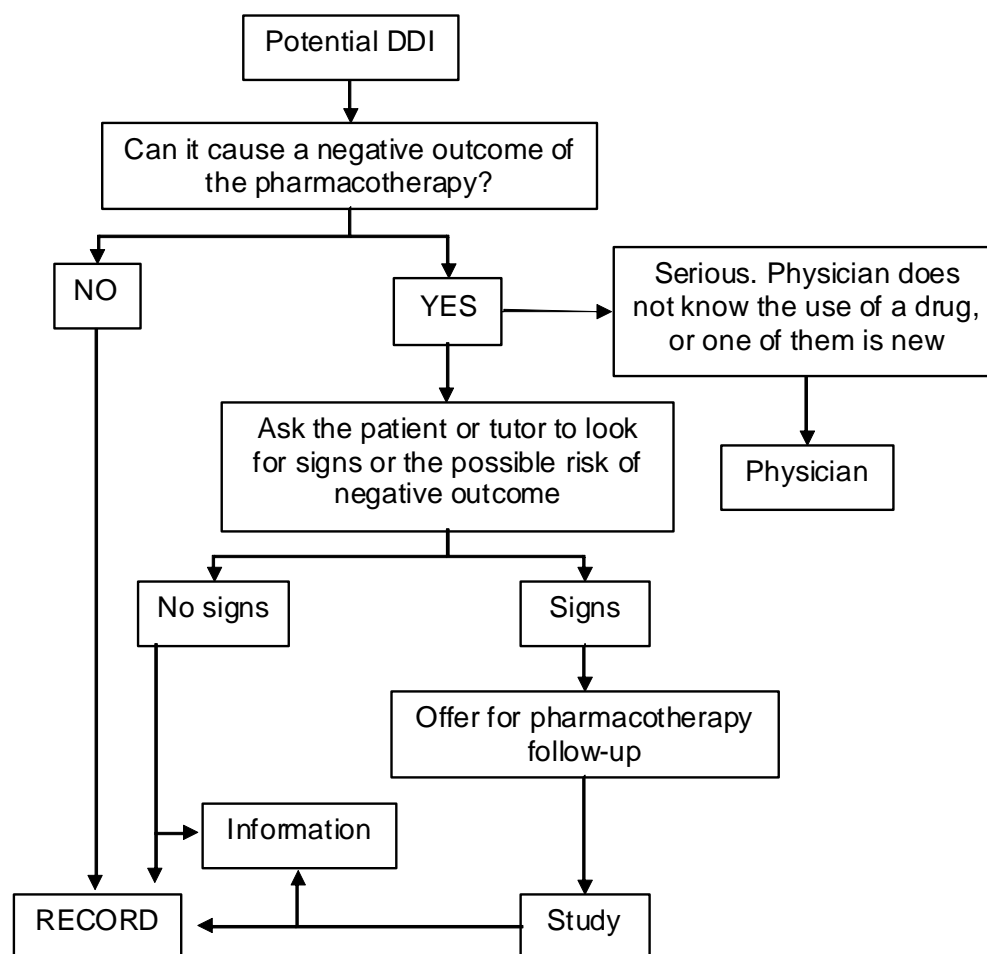 Potential DDI
Can it cause a negative outcome of
the pharmacotherapy?
NO
YES
Serious. Physician does
not know the use of a drug,
or one of them is new
Ask the patient or tutor to look
for signs or the possible risk of
negative outcome
Physician
No signs
Signs
Offer for pharmacotherapy
follow-up
Information
RECORD
Study